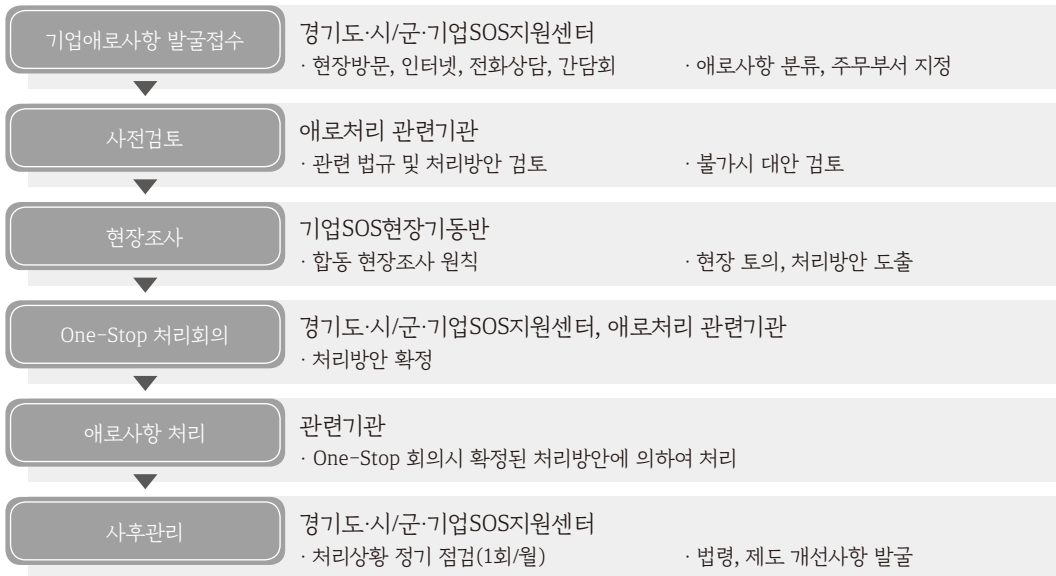 기업애로사항 발굴접수
경기도·시/군·기업SOS지원센터
· 현장방문, 인터넷, 전화상담, 간담회 · 애로사항 분류, 주무부서 지정
사전검토
애로처리 관련기관
· 관련 법규 및 처리방안 검토 · 불가시 대안 검토
현장조사
기업SOS현장기동반
· 합동 현장조사 원칙 · 현장 토의, 처리방안 도출
One-Stop 처리회의
경기도·시/군·기업SOS지원센터, 애로처리 관련기관
· 처리방안 확정
애로사항 처리
관련기관
· One-Stop 회의시 확정된 처리방안에 의하여 처리
사후관리
경기도·시/군·기업SOS지원센터
· 처리상황 정기 점검(1회/월) · 법령, 제도 개선사항 발굴